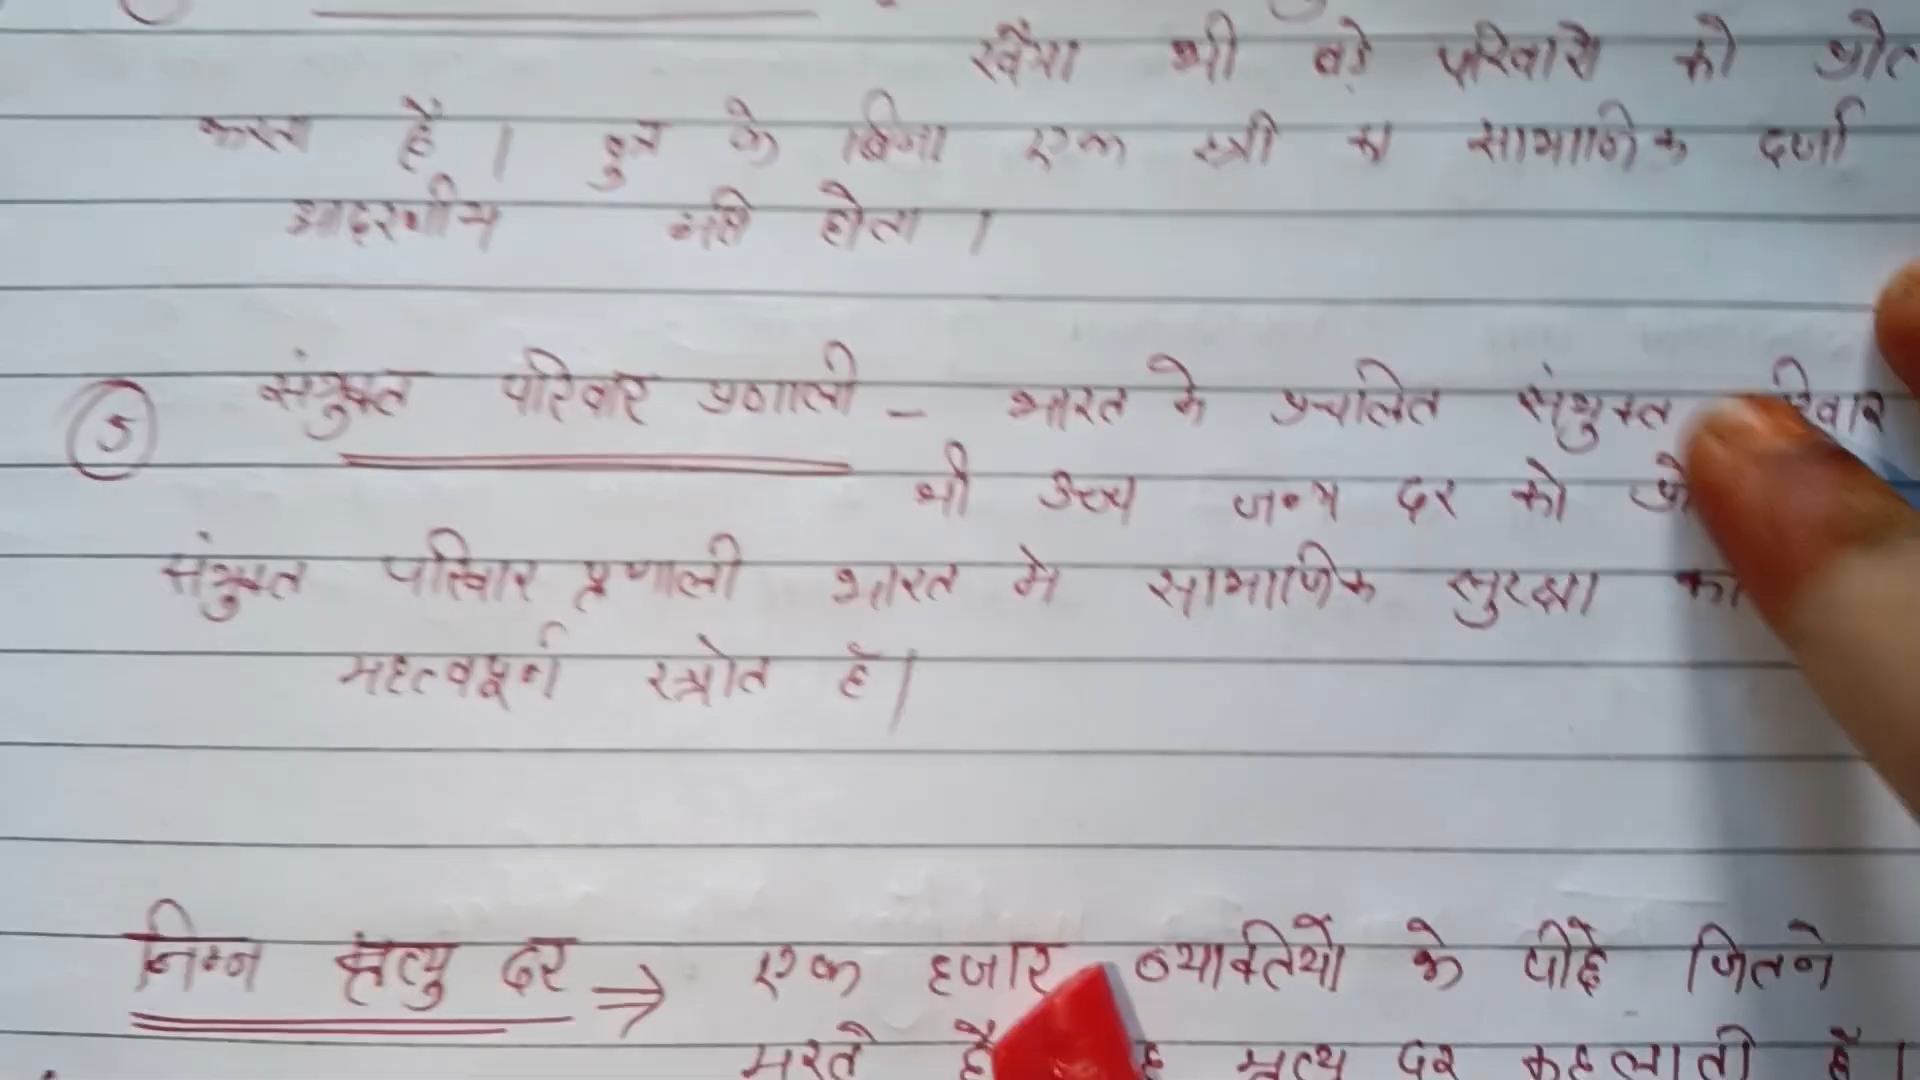 रवैया भी बड़े परिवारो को प्रोत
करता है। पुत्र के बिना एक स्त्री का सामाजिक दर्जा
आदरणीय नहि होता।
5 संयुक्त परिवार प्रणाली - भारत के प्रचलित संयुक्त रिवार
भी उच्च जन्म दर को
संयुक्त परिवार प्रणाली भारत मे सामाजिक सुरक्षा का
महत्वपूर्ण स्त्रोत है।
निम्न मृत्यु दर ⇒ एक हजार व्यक्तियों के पीछे जितने
मरते है मृत्य दर कहलाती है।